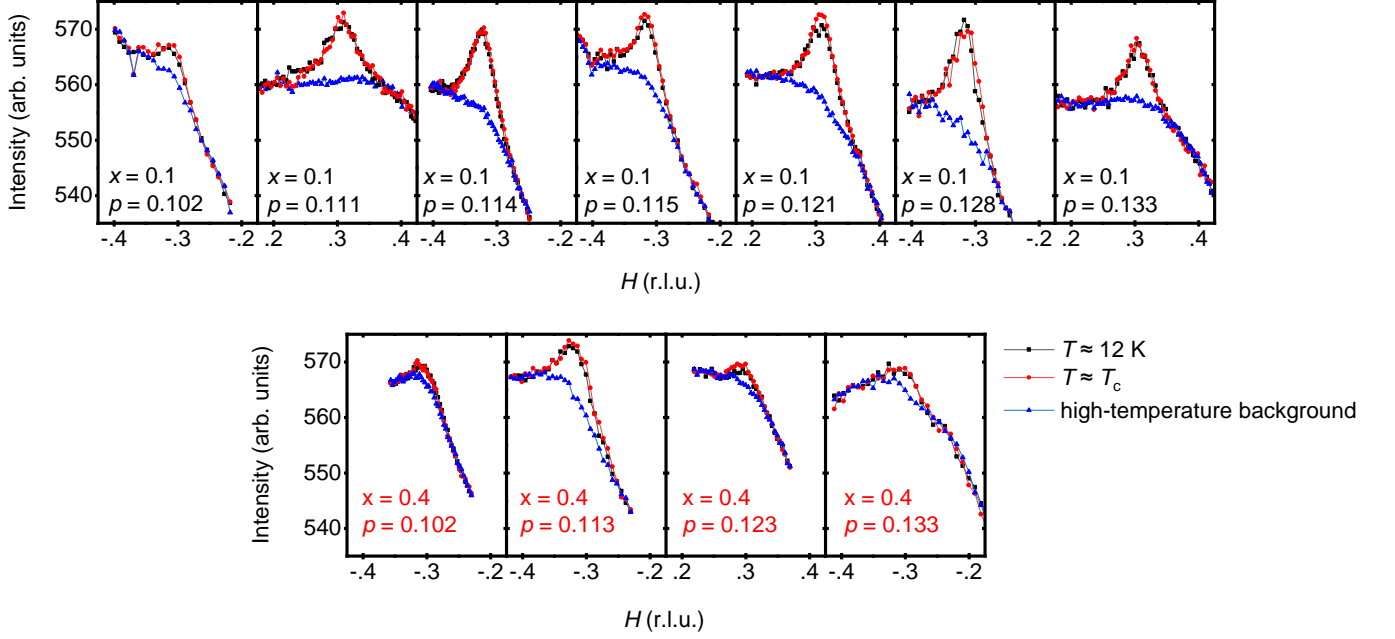 Intensity (arb. units)
570
560
550
540
x = 0.1
p = 0.102
x = 0.1
p = 0.111
x = 0.1
p = 0.114
x = 0.1
p = 0.115
x = 0.1
p = 0.121
x = 0.1
p = 0.128
x = 0.1
p = 0.133
-.4 -.3 -.2 .2 .3 .4 -.4 -.3 -.2 -.4 -.3 -.2 .2 .3 .4 -.4 -.3 -.2 .2 .3 .4
H (r.l.u.)
Intensity (arb. units)
570
560
550
540
x = 0.4
p = 0.102
x = 0.4
p = 0.113
x = 0.4
p = 0.123
x = 0.4
p = 0.133
-.4 -.3 -.2 -.4 -.3 -.2 .2 .3 .4 -.4 -.3 -.2
H (r.l.u.)
T ≈ 12 K
T ≈ Tc
high-temperature background